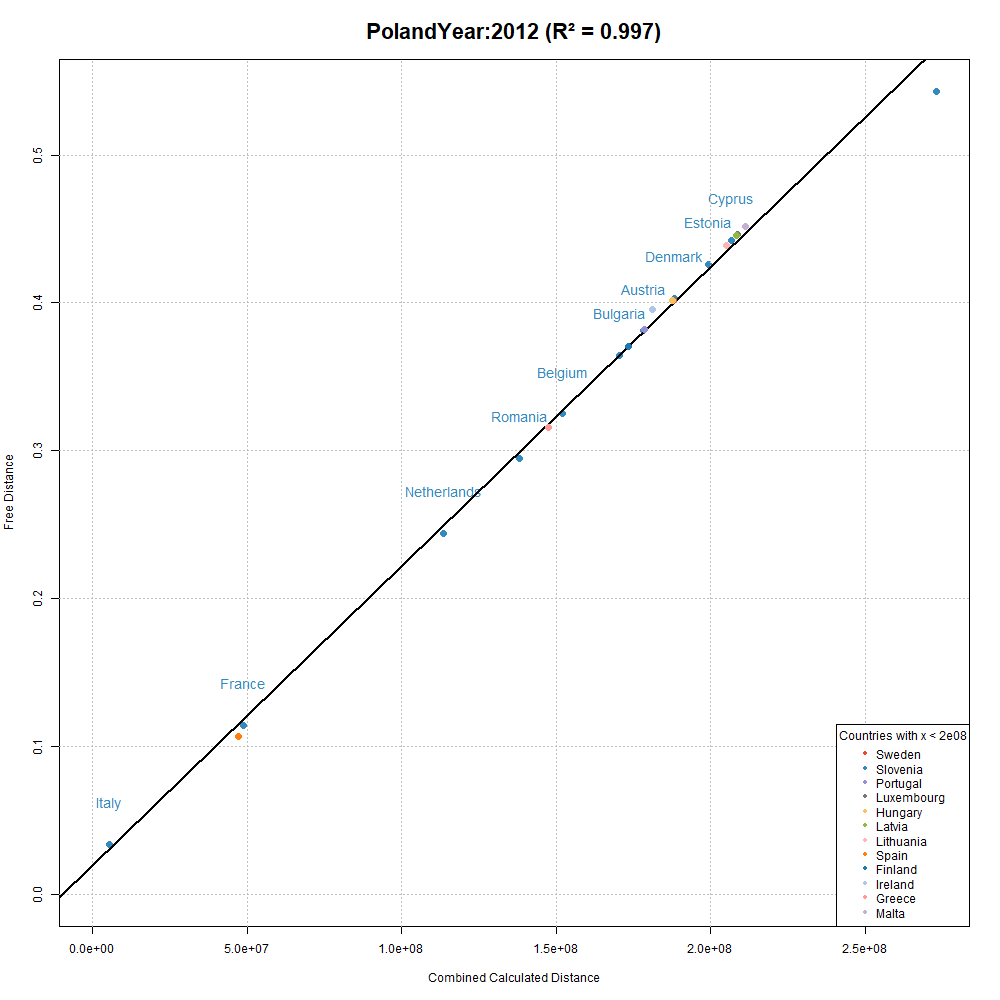 PolandYear:2012 (R² = 0.997)
Cyprus
Estonia
Denmark
Austria
Bulgaria
Belgium
Romania
Netherlands
France
Italy
Free Distance
0.5
0.4
0.3
0.2
0.1
0.0
Countries with x < 2e08
Sweden
Slovenia
Portugal
Luxembourg
Hungary
Latvia
Lithuania
Spain
Finland
Ireland
Greece
Malta
0.0e+00 5.0e+07 1.0e+08 1.5e+08 2.0e+08 2.5e+08
Combined Calculated Distance